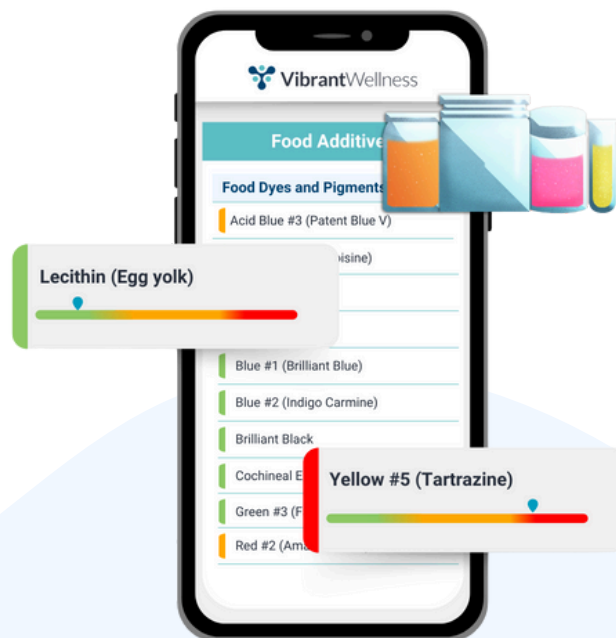 VibrantWellness
Food Additive
Food Dyes and Pigments
Acid Blue #3 (Patent Blue V)
Lecithin (Egg yolk)
Blue #1 (Brilliant Blue)
Blue #2 (Indigo Carmine)
Brilliant Black
Cochineal E
Yellow #5 (Tartrazine)
Green #3 (F
Red #2 (Ama